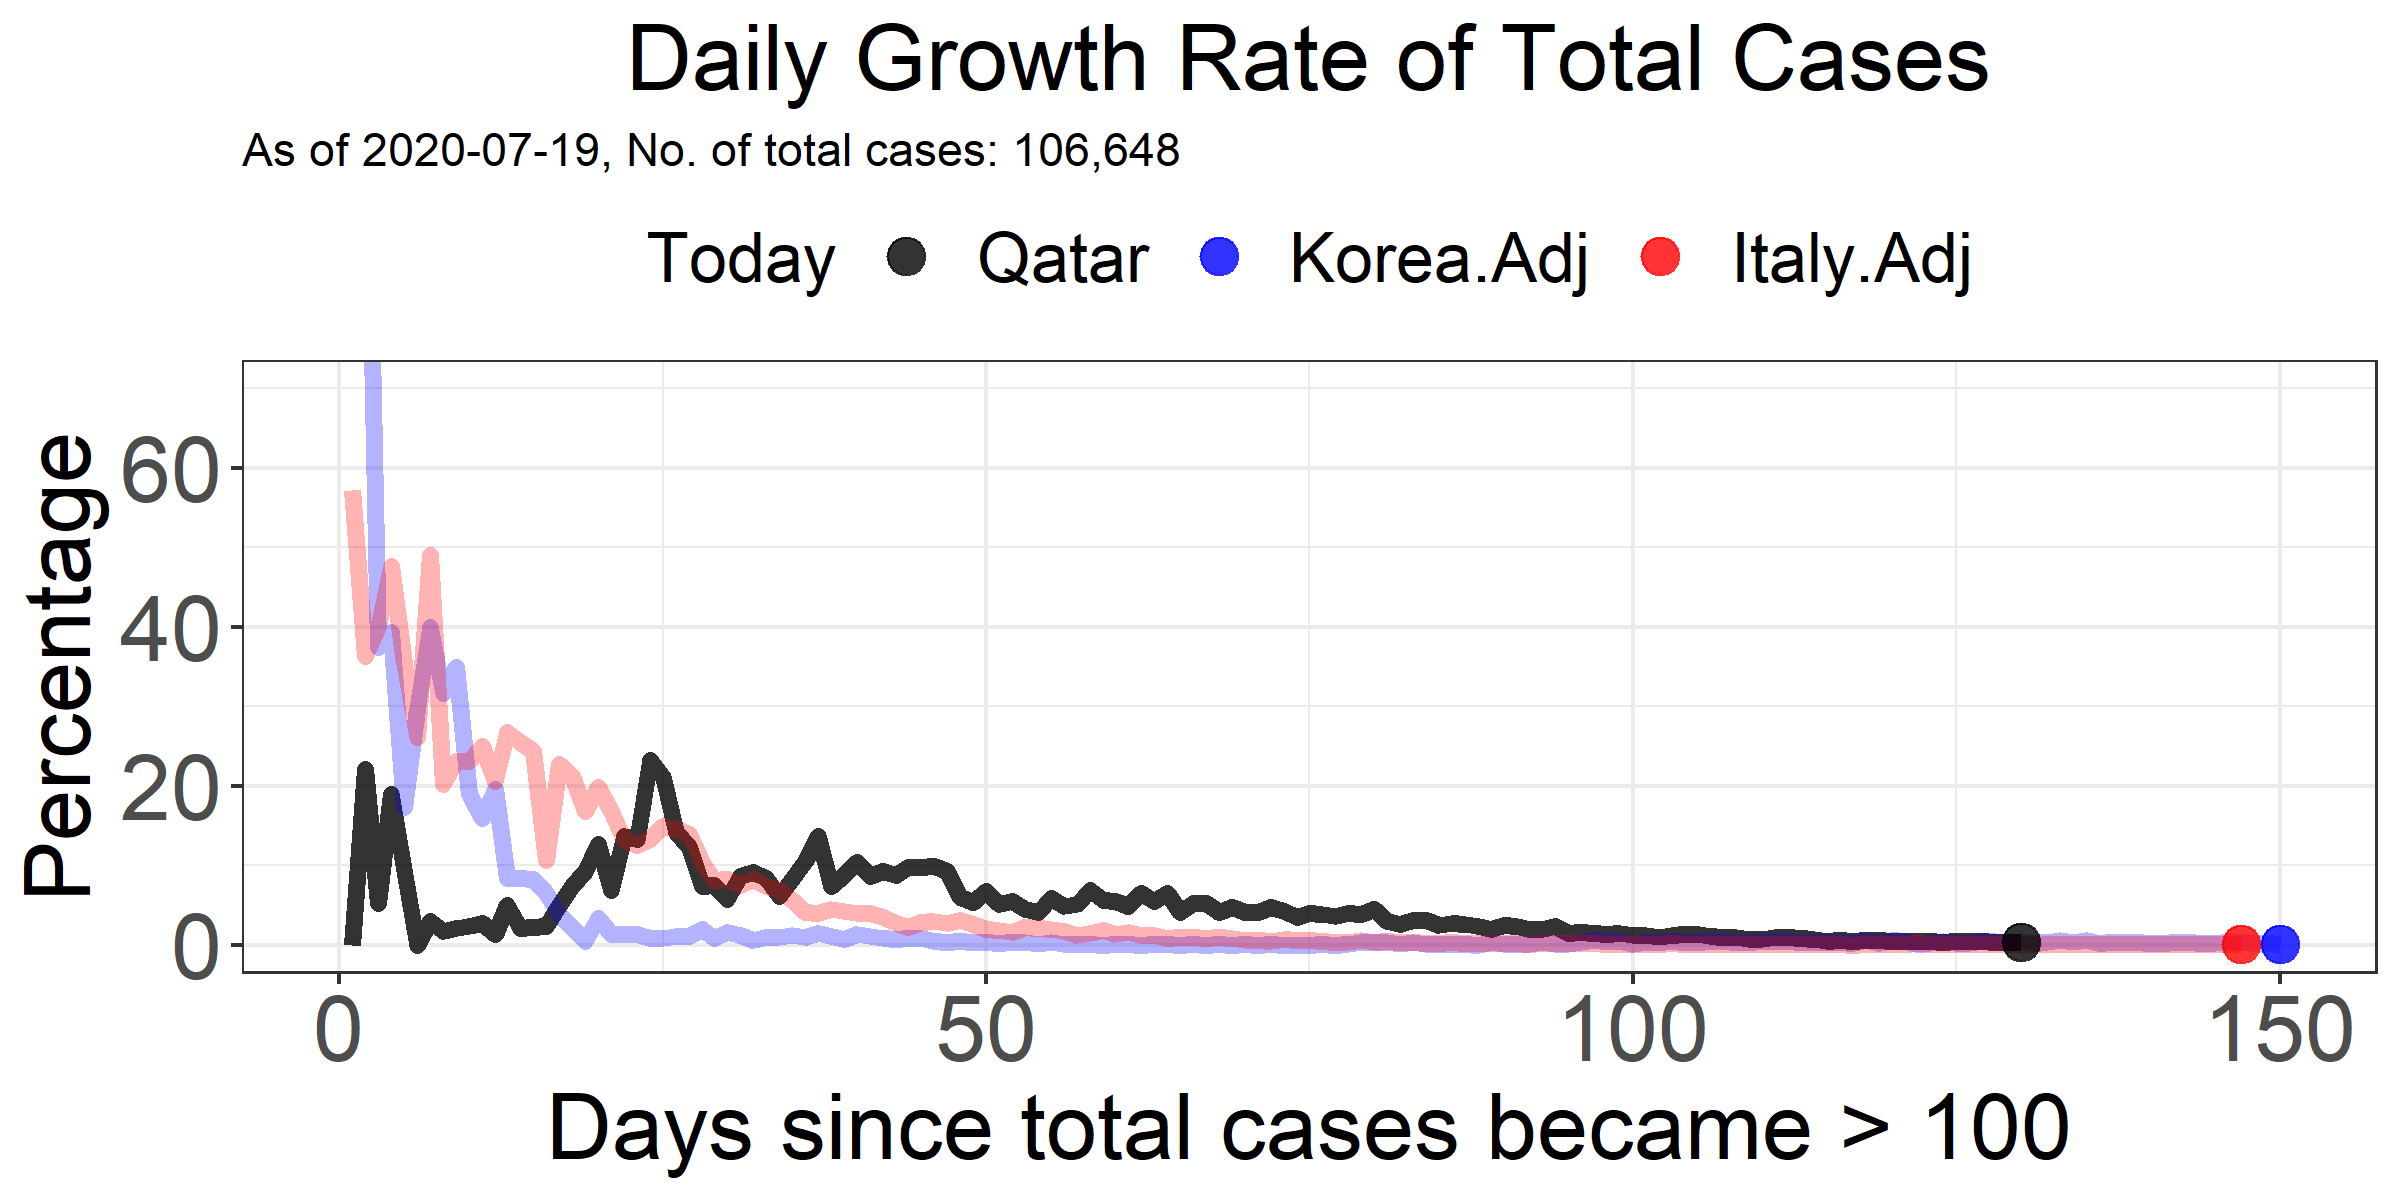 Daily Growth Rate of Total Cases
As of 2020-07-19, No. of total cases: 106,648
Today Qatar Korea.Adj Italy.Adj
Percentage
60
40
20
0
0 50 100 150
Days since total cases became > 100